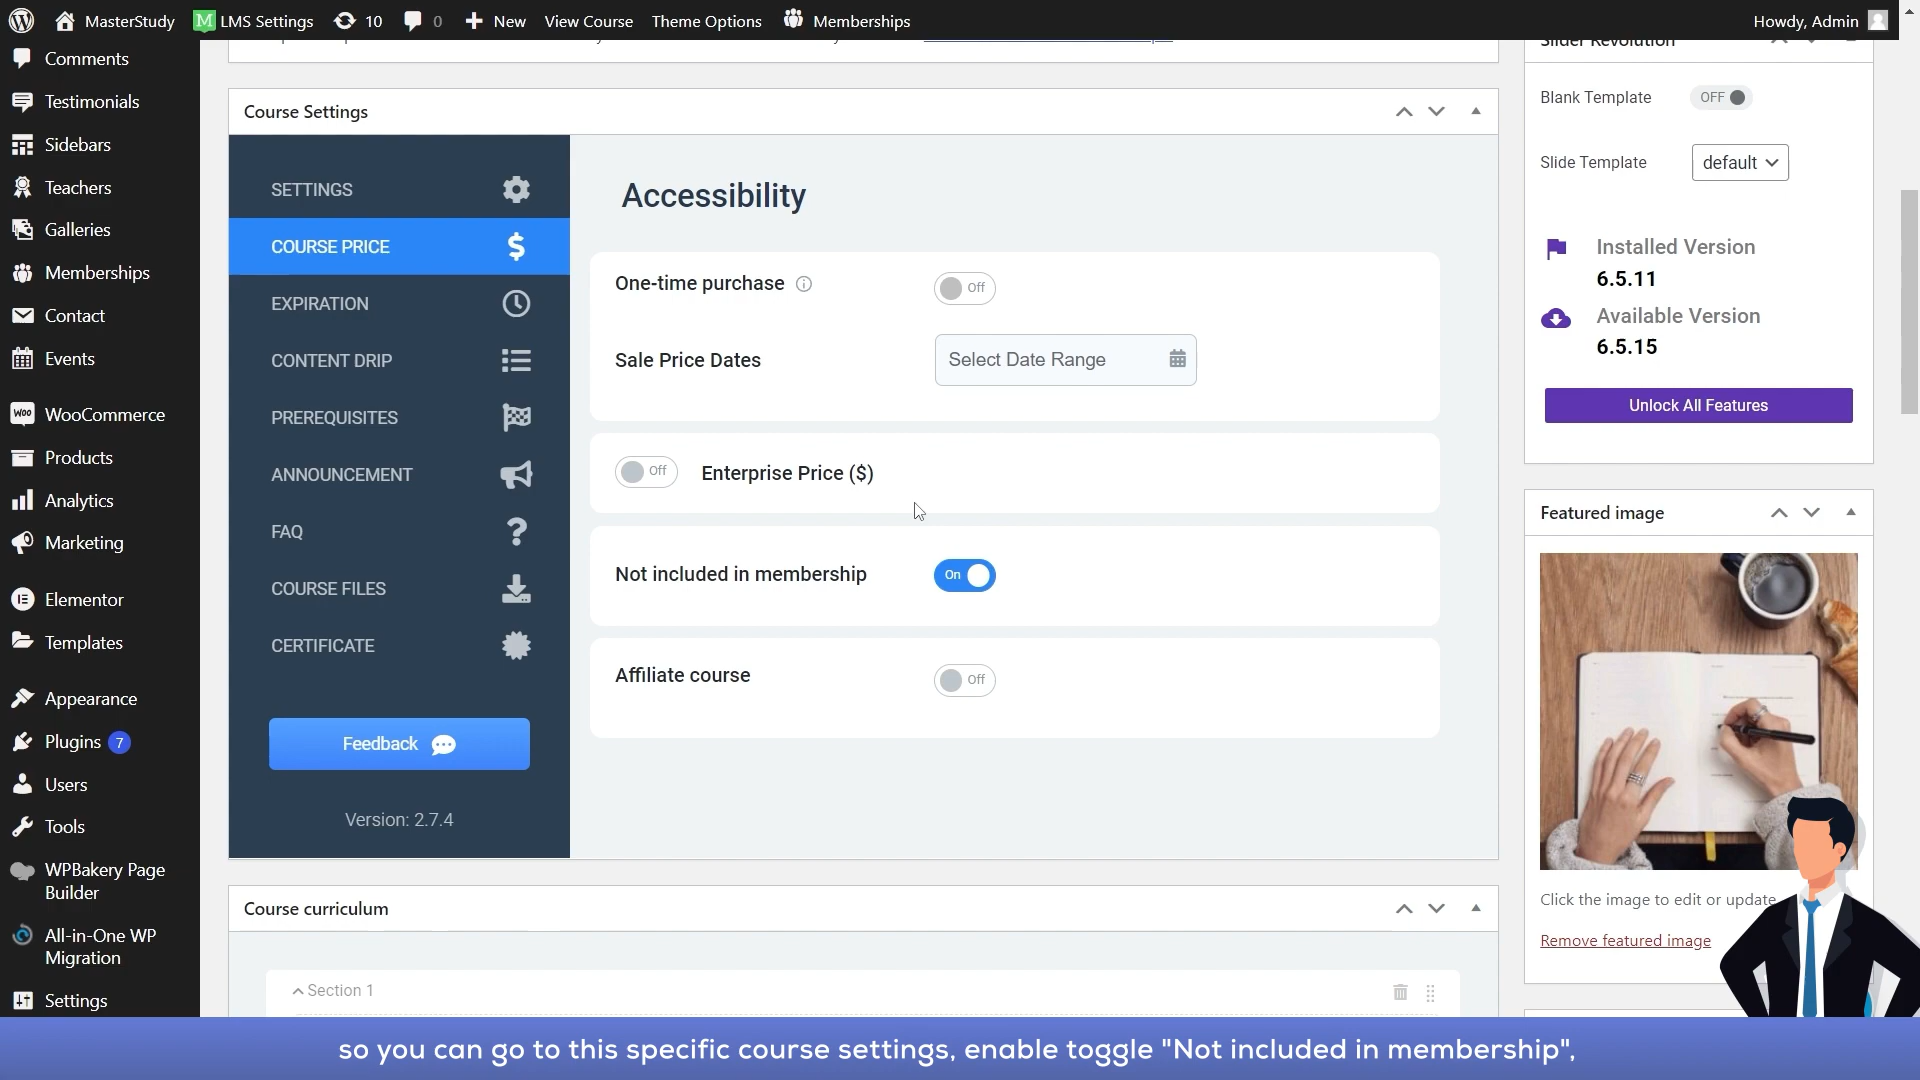 MasterStudy LMS Settings 10 0 New View Course Theme Options Memberships Howdy, Admin
Comments
Testimonials
Sidebars
Teachers
Galleries
Memberships
Contact
Events
WooCommerce
Products
Analytics
Marketing
Elementor
Templates
Appearance
Plugins 7
Users
Tools
WPBakery Page
Builder
All-in-One WP
Migration
Settings
Course Settings
SETTINGS
COURSE PRICE
EXPIRATION
CONTENT DRIP
PREREQUISITES
ANNOUNCEMENT
FAQ
COURSE FILES
CERTIFICATE
Feedback
Version: 2.7.4
Accessibility
One-time purchase Off
Sale Price Dates Select Date Range
Off Enterprise Price ($)
Not included in membership On
Affiliate course Off
Course curriculum
Section 1
Slider Revolution
Blank Template OFF
Slide Template default
Installed Version
6.5.11
Available Version
6.5.15
Unlock All Features
Featured image
Click the image to edit or update
Remove featured image
so you can go to this specific course settings, enable toggle "Not included in membership",